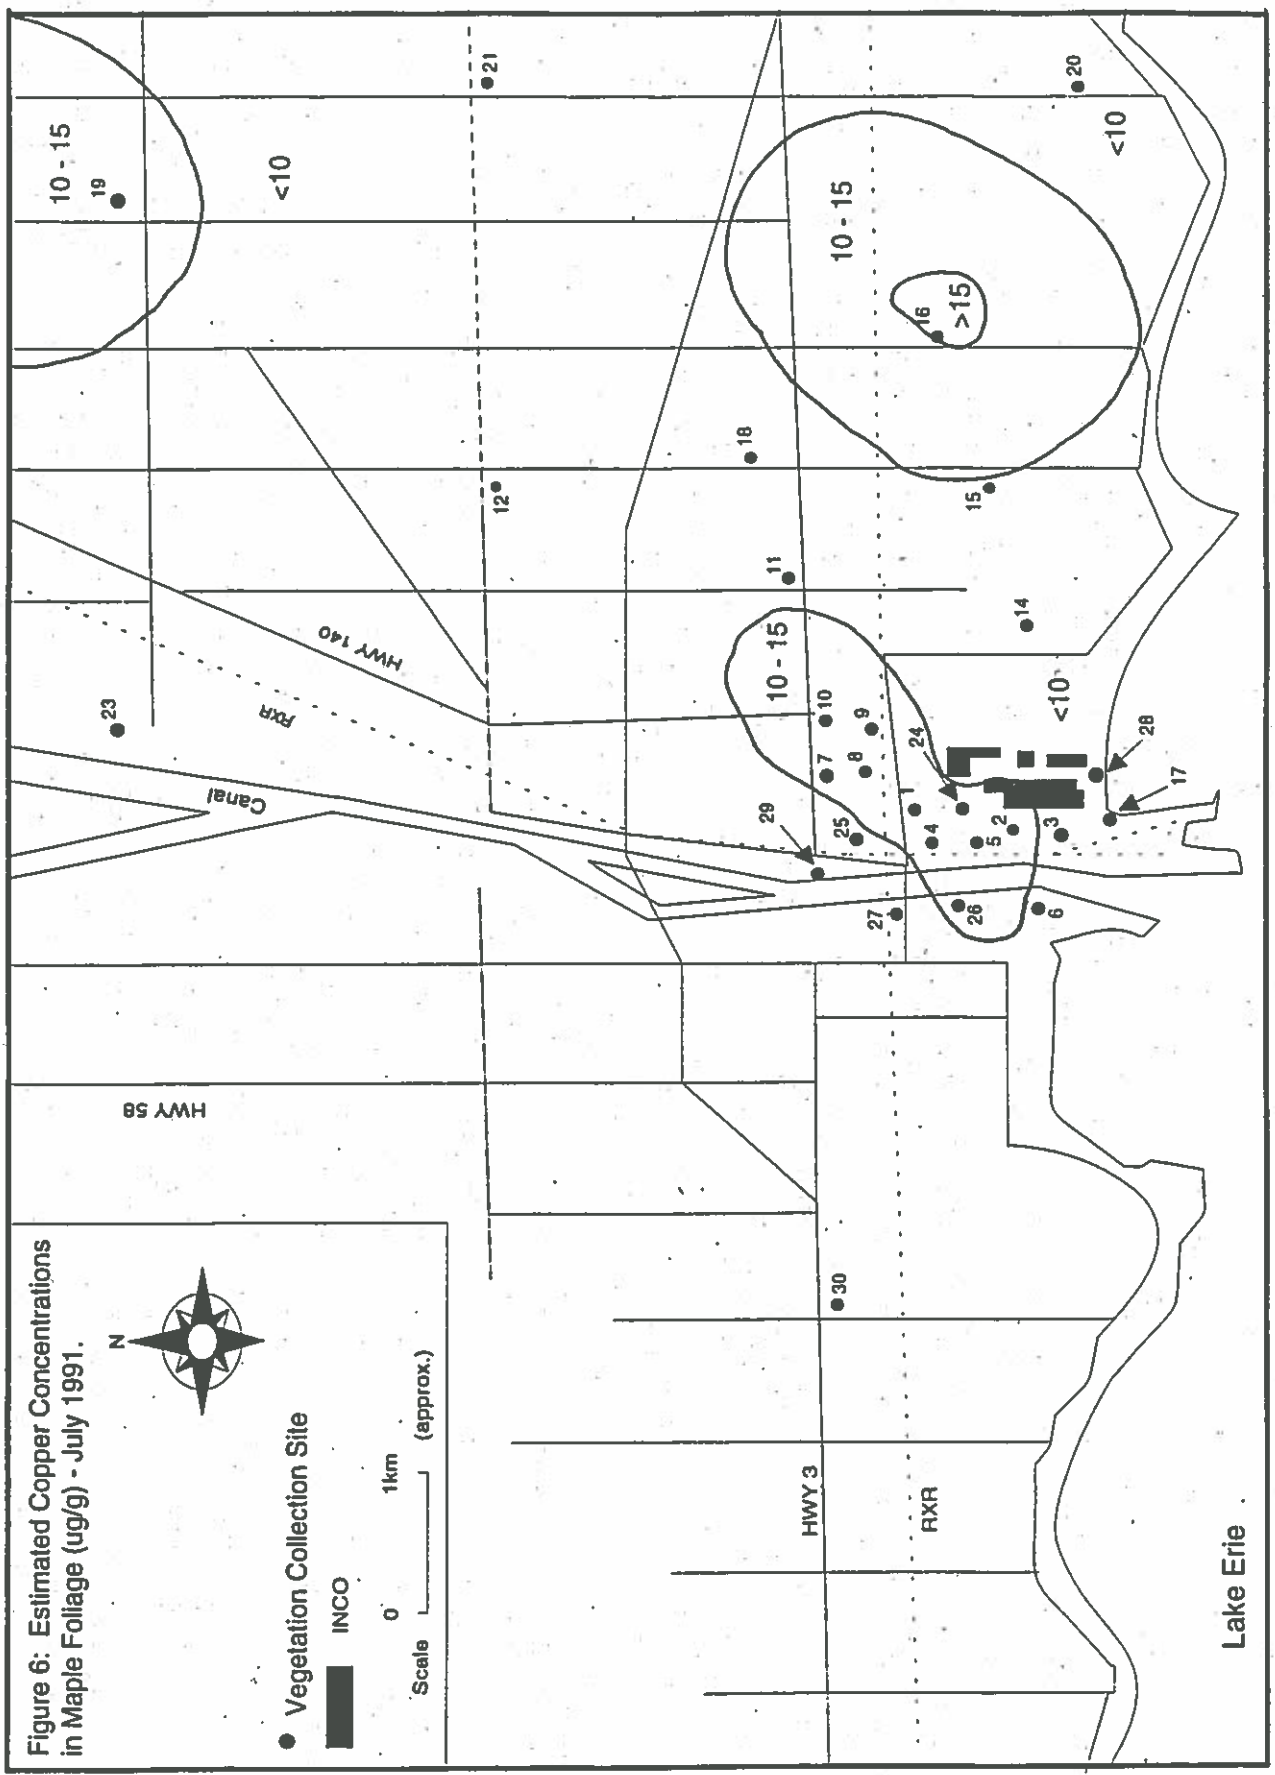 Figure 6: Estimated Copper Concentrations
in Maple Foliage (ug/g) - July 1991.
N
Vegetation Collection Site
INCO
0 1km
Scale (approx.)
HWY 58
Canal
RXR
HWY 140
23
10 - 15
19
<10
21
12
18
11
10 - 15
10
9
7
8
24
29
25
4
2
5
3
27
26
6
<10
28
17
14
15
10 - 15
16
>15
20
<10
30
HWY 3
RXR
Lake Erie